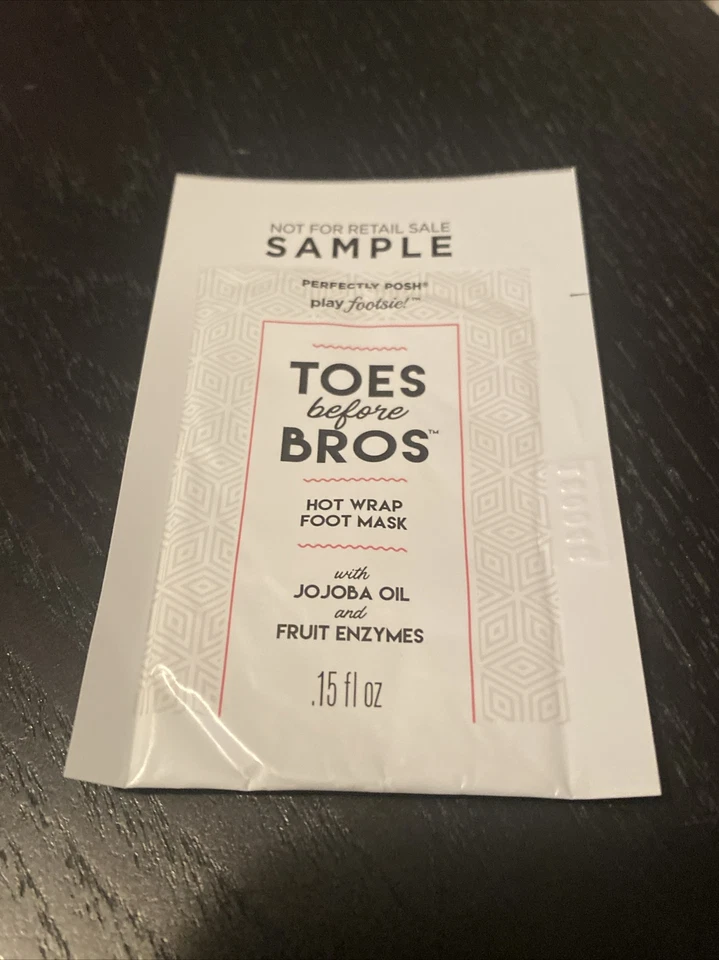 NOT FOR RETAIL SALE
SAMPLE
PERFECTLY POSH®
play footsie!™
TOES
before
BROS™
HOT WRAP
FOOT MASK
with
JOJOBA OIL
and
FRUIT ENZYMES
.15 fl oz